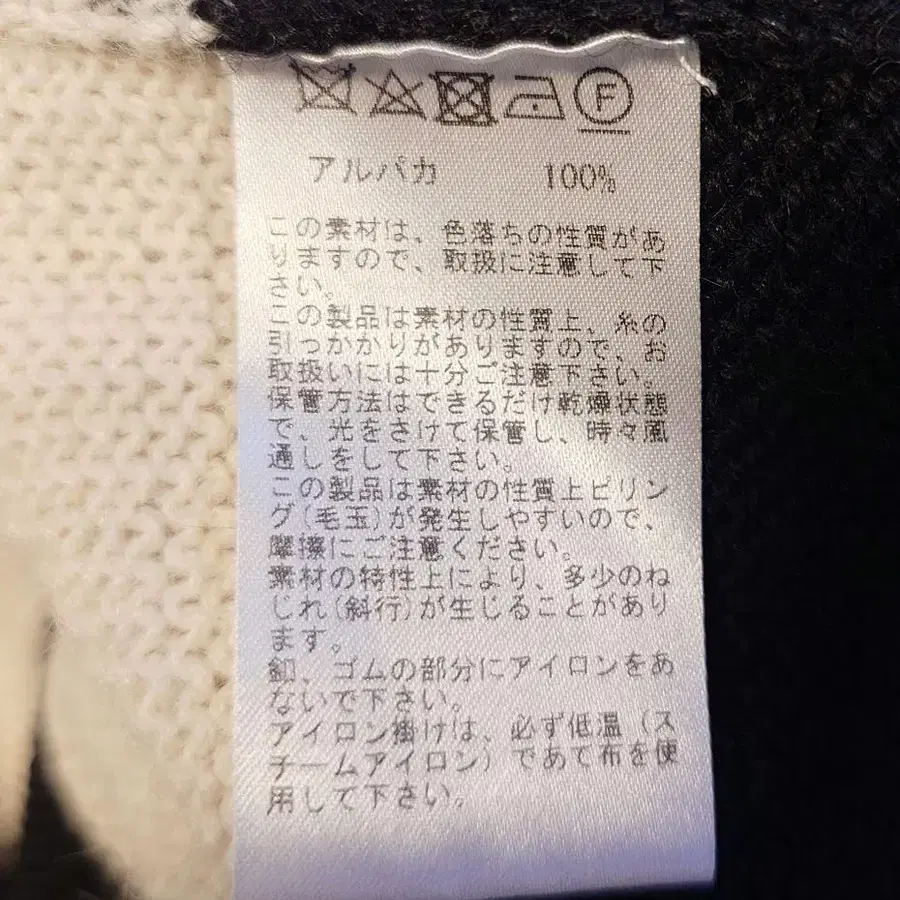 F
アルパカ 100%
この素材は、色落ちの性質があ
りますので、取扱に注意して下
さい。
この製品は素材の性質上、糸の
引っかかりがありますので、お
取扱いには十分ご注意下さい。
保管方法はできるだけ乾燥状態
で、光をさけて保管し、時々風
通しをして下さい。
この製品は素材の性質上ピリン
グ(毛玉)が発生しやすいので、
摩擦にご注意ください。
素材の特性上により、多少のね
じれ(斜行)が生じることがあり
ます。
釦、ゴムの部分にアイロンをあ
ないで下さい。
アイロン掛けは、必ず低温(ス
チームアイロン)であて布を使
用して下さい。